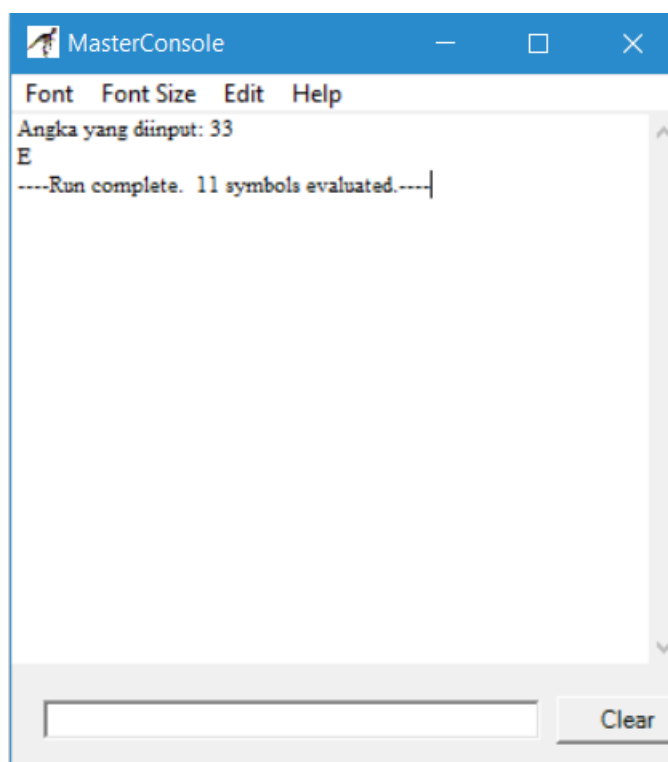 MasterConsole
Font Font Size Edit Help
Angka yang diinput: 33
E
----Run complete.  11 symbols evaluated.----
Clear